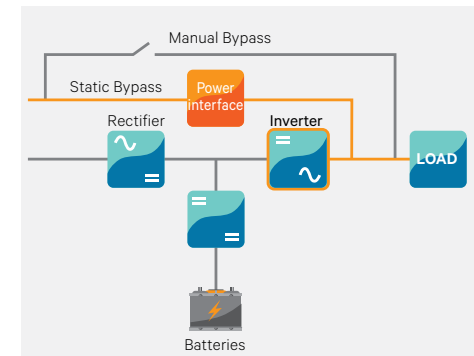 Manual Bypass
Static Bypass
Power
interface
Rectifier
Inverter
LOAD
Batteries